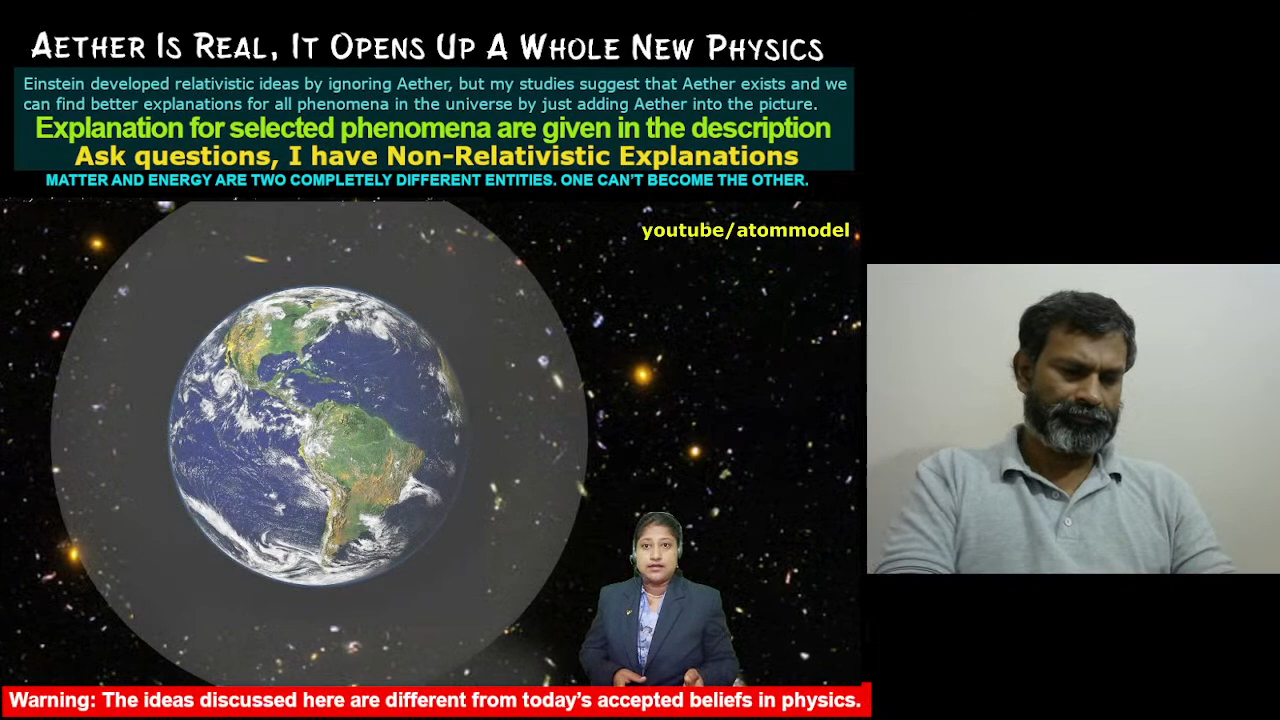 AETHER IS REAL, IT OPENS UP A WHOLE NEW PHYSICS
Einstein developed relativistic ideas by ignoring Aether, but my studies suggest that Aether exists and we
can find better explanations for all phenomena in the universe by just adding Aether into the picture.
Explanation for selected phenomena are given in the description
Ask questions, I have Non-Relativistic Explanations
MATTER AND ENERGY ARE TWO COMPLETELY DIFFERENT ENTITIES. ONE CAN'T BECOME THE OTHER.
youtube/atommodel
Warning: The ideas discussed here are different from today's accepted beliefs in physics.